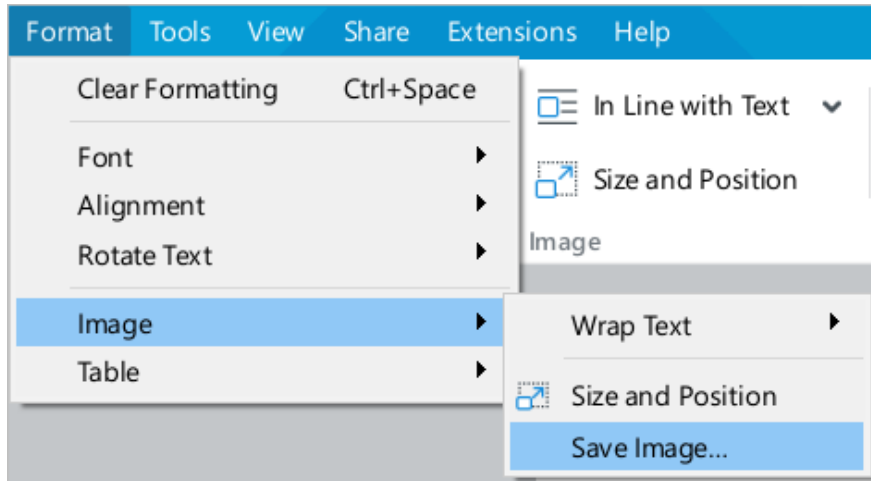 Format Tools View Share Extensions Help
Clear Formatting Ctrl+Space
Font
Alignment
Rotate Text
Image
Table
In Line with Text
Size and Position
Image
Wrap Text
Size and Position
Save Image...